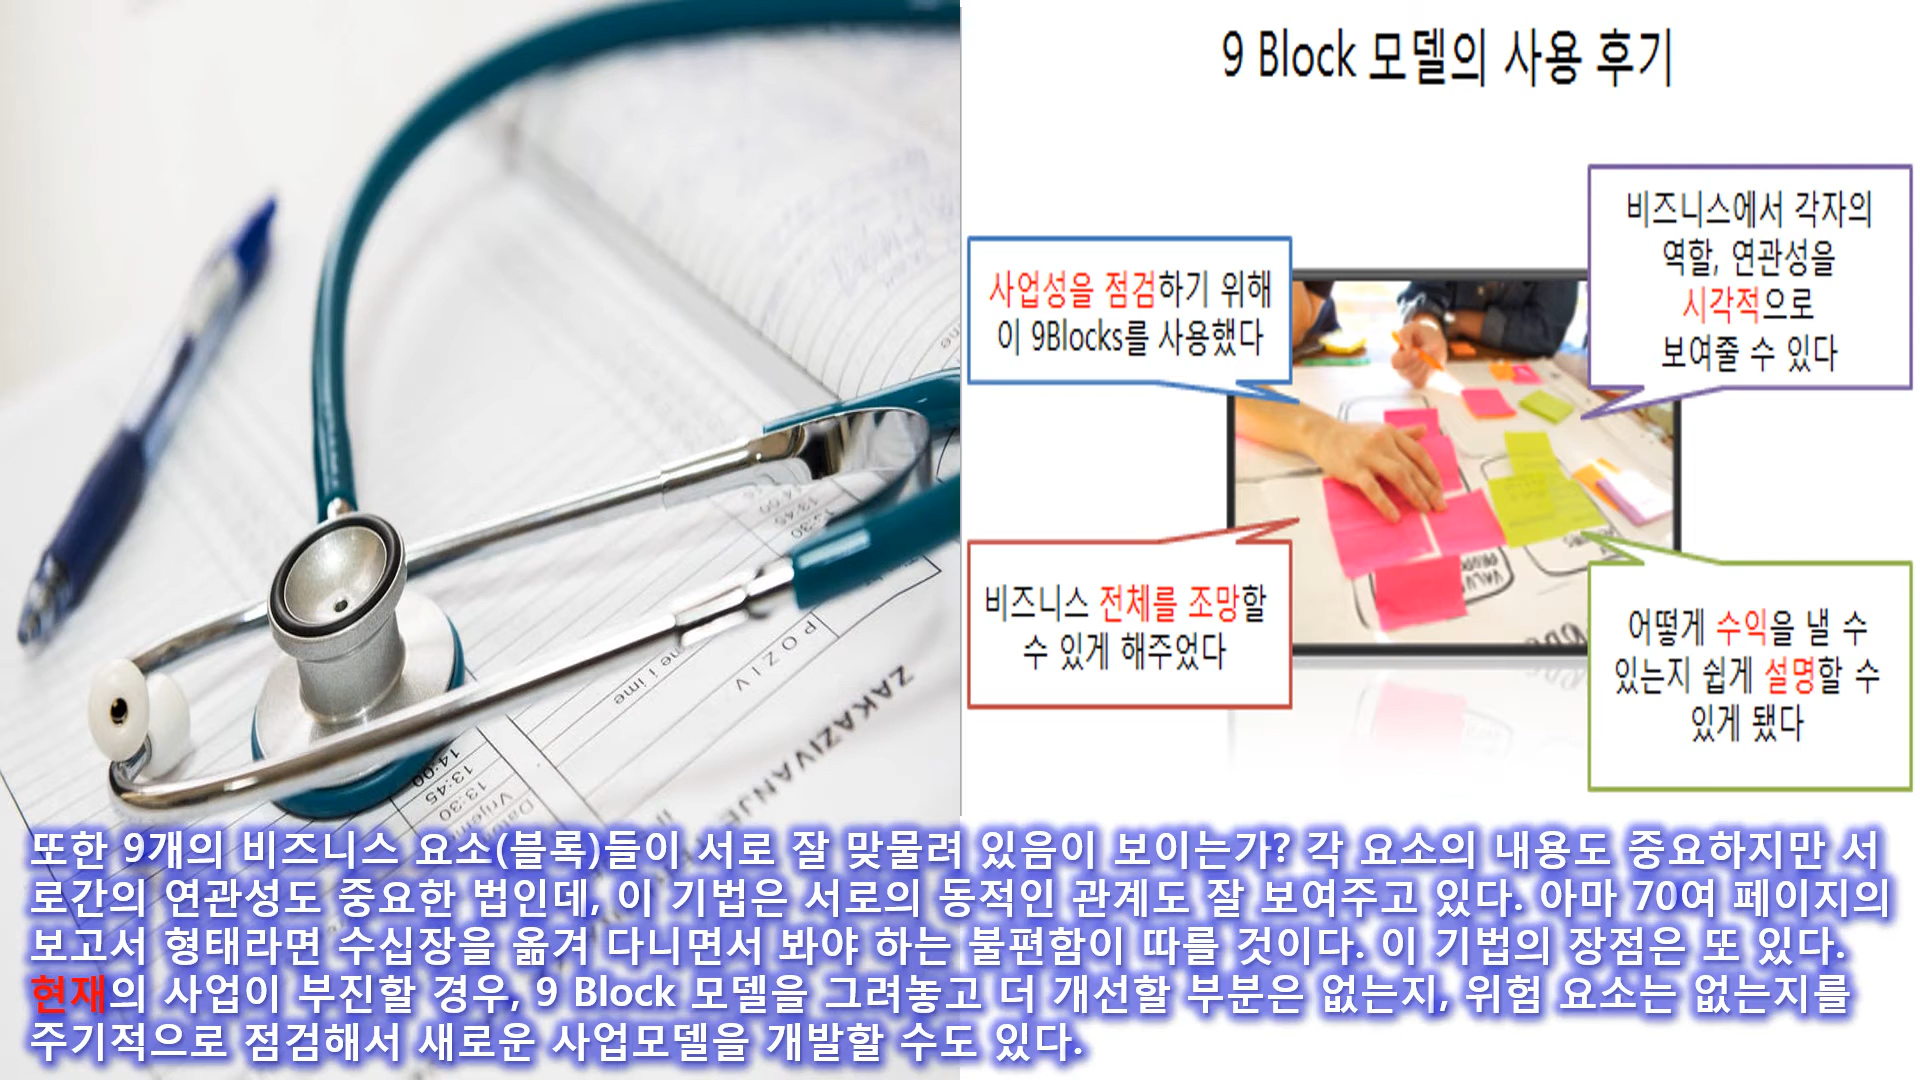 9 Block 모델의 사용 후기
사업성을 점검하기 위해
이 9Blocks를 사용했다
비즈니스에서 각자의
역할, 연관성을
시각적으로
보여줄 수 있다
비즈니스 전체를 조망할
수 있게 해주었다
어떻게 수익을 낼 수
있는지 쉽게 설명할 수
있게 됐다
POZIV
ZAKAZIVANJE
14:00
13:45
13:30
또한 9개의 비즈니스 요소(블록)들이 서로 잘 맞물려 있음이 보이는가? 각 요소의 내용도 중요하지만 서
로간의 연관성도 중요한 법인데, 이 기법은 서로의 동적인 관계도 잘 보여주고 있다. 아마 70여 페이지의
보고서 형태라면 수십장을 옮겨 다니면서 봐야 하는 불편함이 따를 것이다. 이 기법의 장점은 또 있다.
현재의 사업이 부진할 경우, 9 Block 모델을 그려놓고 더 개선할 부분은 없는지, 위험 요소는 없는지를
주기적으로 점검해서 새로운 사업모델을 개발할 수도 있다.